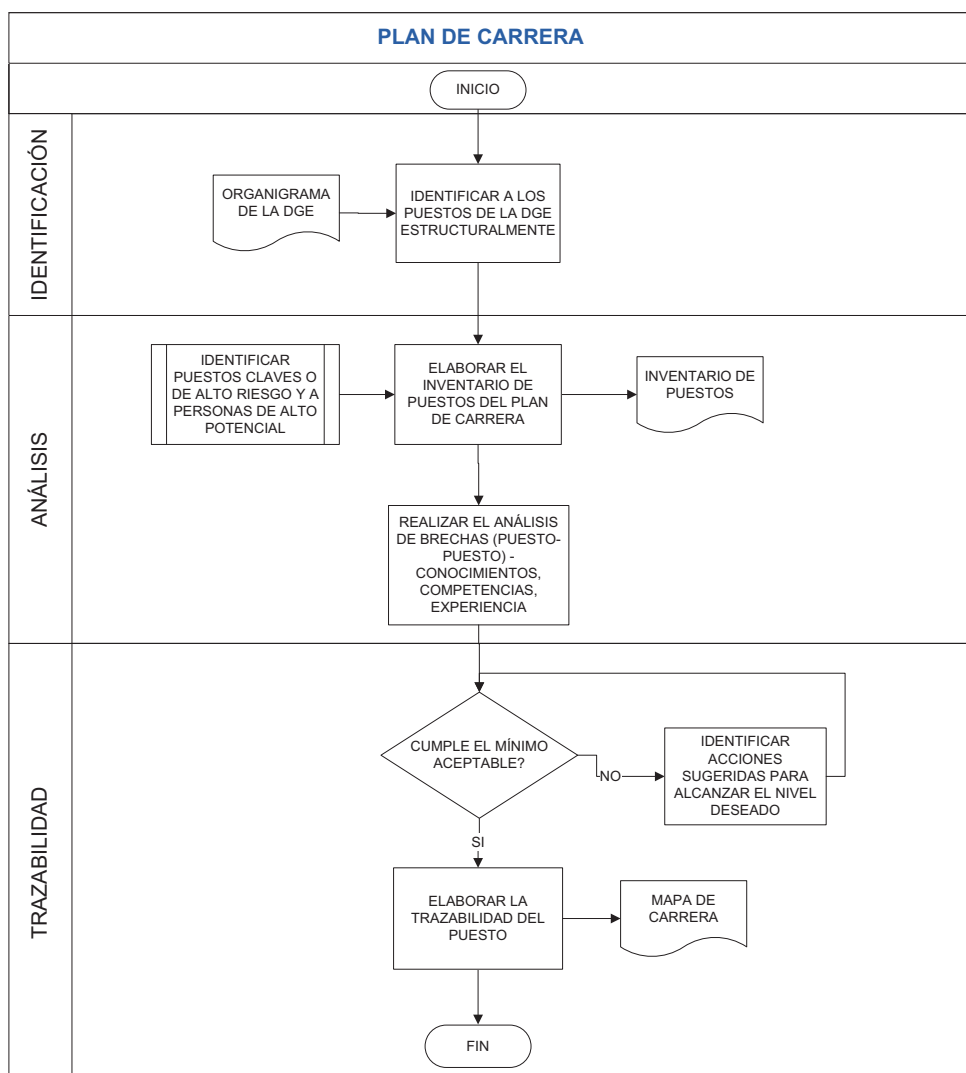 PLAN DE CARRERA
INICIO
IDENTIFICACIÓN
ORGANIGRAMA
DE LA DGE
IDENTIFICAR A LOS
PUESTOS DE LA DGE
ESTRUCTURALMENTE
ANÁLISIS
IDENTIFICAR
PUESTOS CLAVES O
DE ALTO RIESGO Y A
PERSONAS DE ALTO
POTENCIAL
ELABORAR EL
INVENTARIO DE
PUESTOS DEL PLAN
DE CARRERA
INVENTARIO DE
PUESTOS
REALIZAR EL ANÁLISIS
DE BRECHAS (PUESTO-
PUESTO) -
CONOCIMIENTOS,
COMPETENCIAS,
EXPERIENCIA
TRAZABILIDAD
CUMPLE EL MÍNIMO
ACEPTABLE?
NO
IDENTIFICAR
ACCIONES
SUGERIDAS PARA
ALCANZAR EL NIVEL
DESEADO
SI
ELABORAR LA
TRAZABILIDAD DEL
PUESTO
MAPA DE
CARRERA
FIN